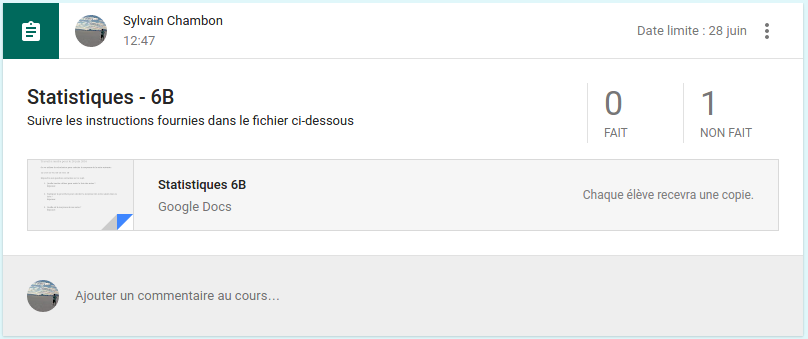 Sylvain Chambon
12:47
Date limite : 28 juin
Statistiques - 6B
Suivre les instructions fournies dans le fichier ci-dessous
0
FAIT
1
NON FAIT
Statistiques 6B
Google Docs
Chaque élève recevra une copie.
Ajouter un commentaire au cours…